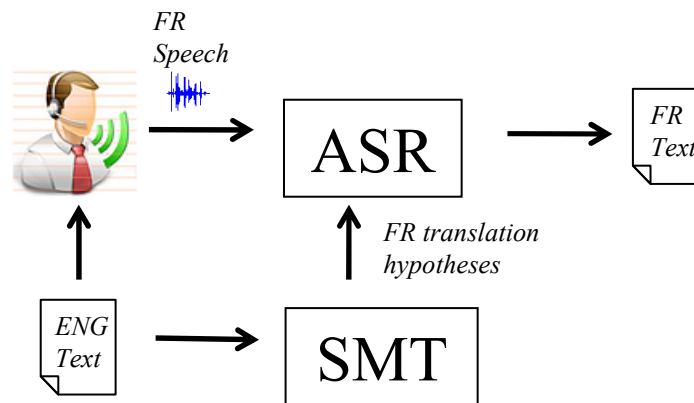 FR
Speech
ASR
FR
Text
FR translation
hypotheses
ENG
Text
SMT